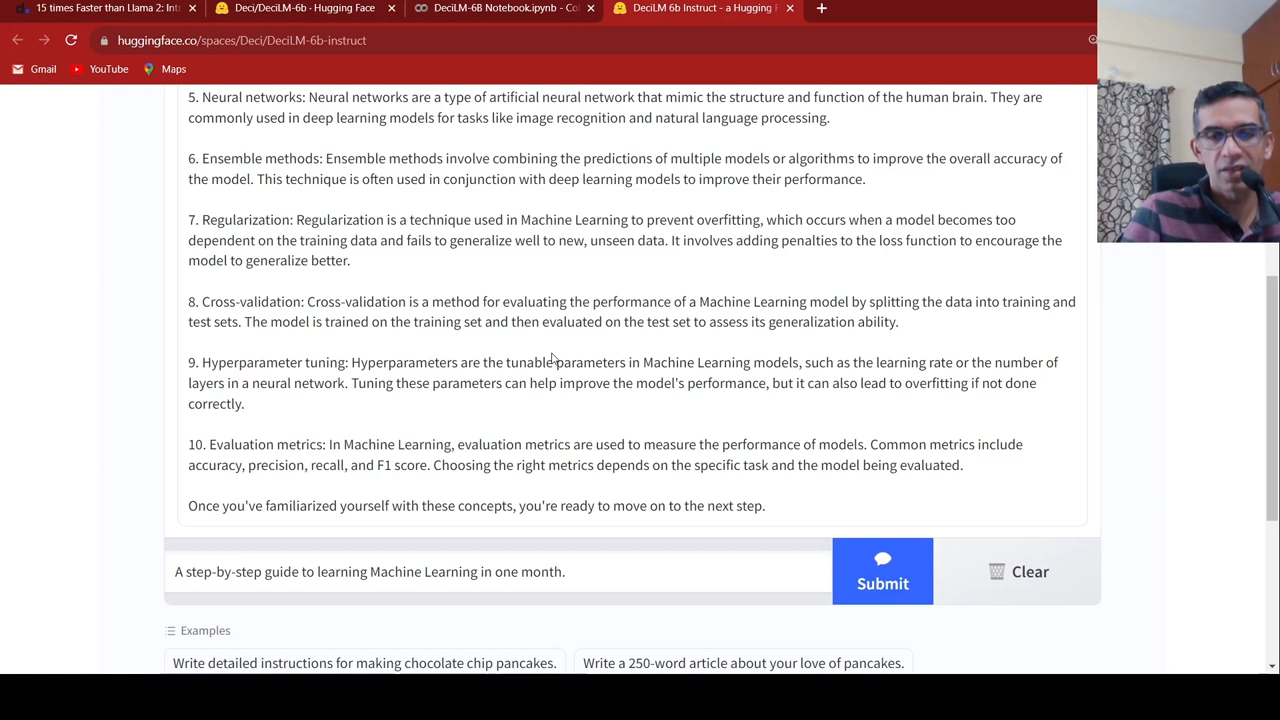 15 times Faster than Llama 2: Int
Deci/DeciLM-6b · Hugging Face
DeciLM-6B Notebook.ipynb - Co
DeciLM 6b Instruct - a Hugging F
huggingface.co/spaces/Deci/DeciLM-6b-instruct
Gmail
YouTube
Maps
5. Neural networks: Neural networks are a type of artificial neural network that mimic the structure and function of the human brain. They are
commonly used in deep learning models for tasks like image recognition and natural language processing.
6. Ensemble methods: Ensemble methods involve combining the predictions of multiple models or algorithms to improve the overall accuracy of
the model. This technique is often used in conjunction with deep learning models to improve their performance.
7. Regularization: Regularization is a technique used in Machine Learning to prevent overfitting, which occurs when a model becomes too
dependent on the training data and fails to generalize well to new, unseen data. It involves adding penalties to the loss function to encourage the
model to generalize better.
8. Cross-validation: Cross-validation is a method for evaluating the performance of a Machine Learning model by splitting the data into training and
test sets. The model is trained on the training set and then evaluated on the test set to assess its generalization ability.
9. Hyperparameter tuning: Hyperparameters are the tunable parameters in Machine Learning models, such as the learning rate or the number of
layers in a neural network. Tuning these parameters can help improve the model's performance, but it can also lead to overfitting if not done
correctly.
10. Evaluation metrics: In Machine Learning, evaluation metrics are used to measure the performance of models. Common metrics include
accuracy, precision, recall, and F1 score. Choosing the right metrics depends on the specific task and the model being evaluated.
Once you've familiarized yourself with these concepts, you're ready to move on to the next step.
A step-by-step guide to learning Machine Learning in one month.
Submit
Clear
Examples
Write detailed instructions for making chocolate chip pancakes.
Write a 250-word article about your love of pancakes.